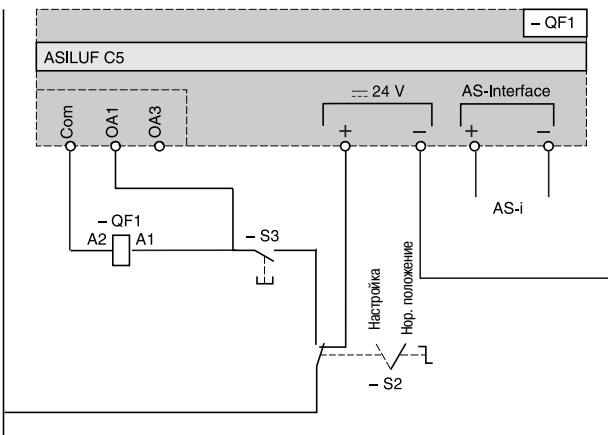 – QF1
ASILUF C5
⎓ 24 V
AS-Interface
Com
OA1
OA3
+
–
+
–
AS-i
– QF1
A2
A1
– S3
Настройка
Нор. положение
– S2